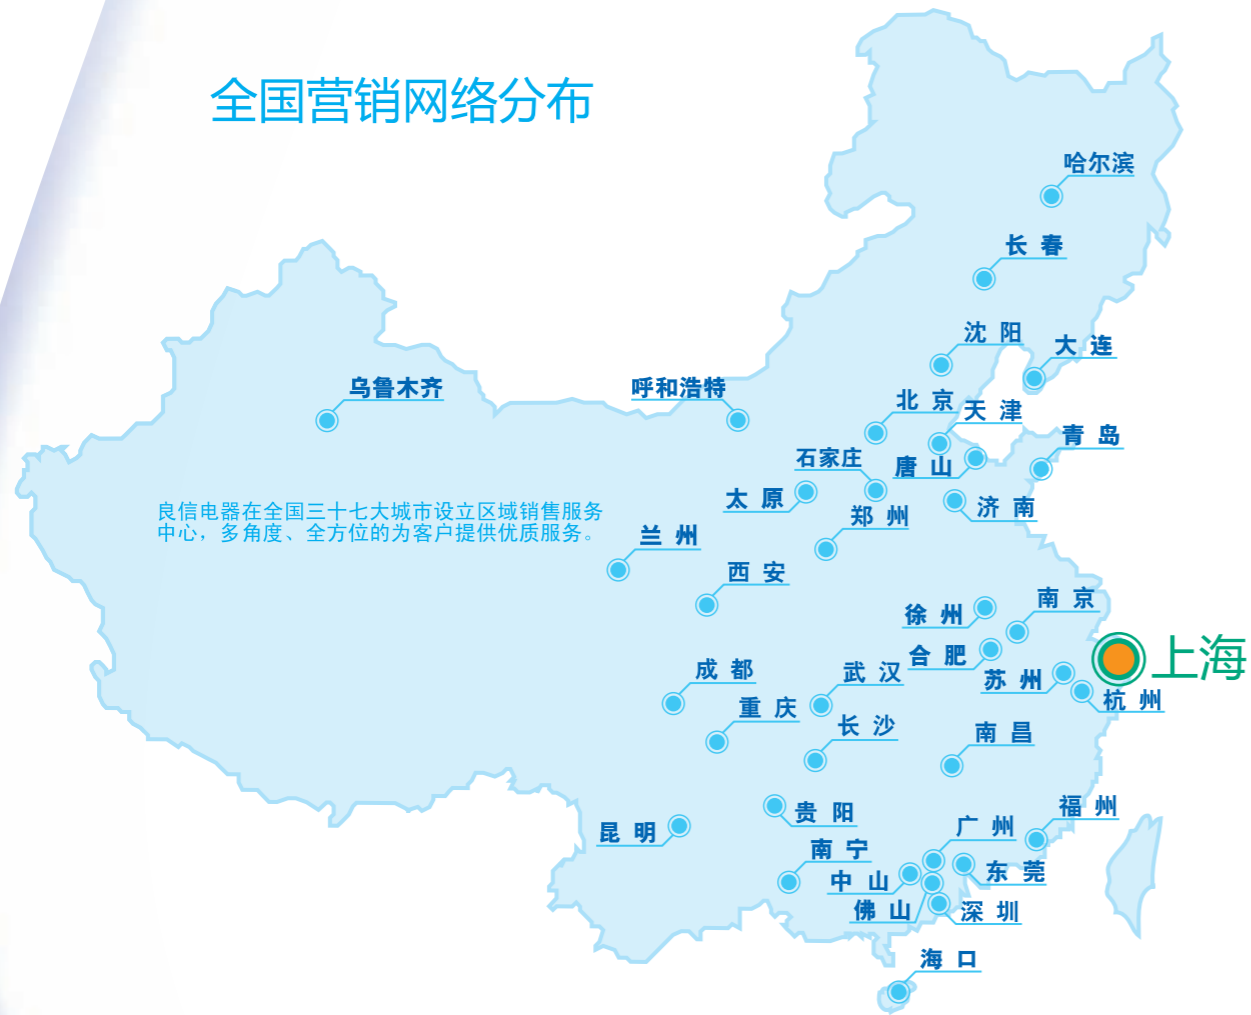 全国营销网络分布
哈尔滨
长春
沈阳
大连
乌鲁木齐
呼和浩特
北京
天津
青岛
石家庄
唐山
太原
济南
良信电器在全国三十七大城市设立区域销售服务
中心，多角度、全方位的为客户提供优质服务。
郑州
兰州
西安
南京
徐州
上海
合肥
成都
武汉
苏州
杭州
重庆
长沙
南昌
福州
贵阳
广州
昆明
南宁
东莞
中山
佛山
深圳
海口